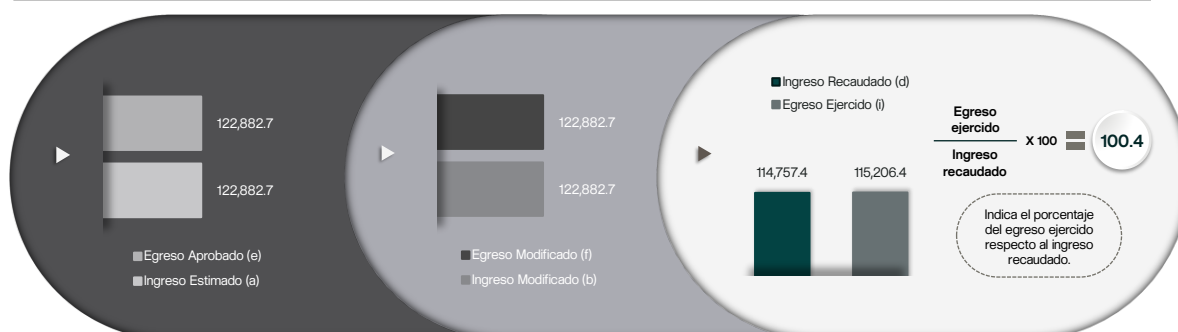 122,882.7
122,882.7
Egreso Aprobado (e)
Ingreso Estimado (a)
122,882.7
122,882.7
Egreso Modificado (f)
Ingreso Modificado (b)
Ingreso Recaudado (d)
Egreso Ejercido (i)
114,757.4
115,206.4
Egreso
ejercido
Ingreso
recaudado
X 100
100.4
Indica el porcentaje
del egreso ejercido
respecto al ingreso
recaudado.